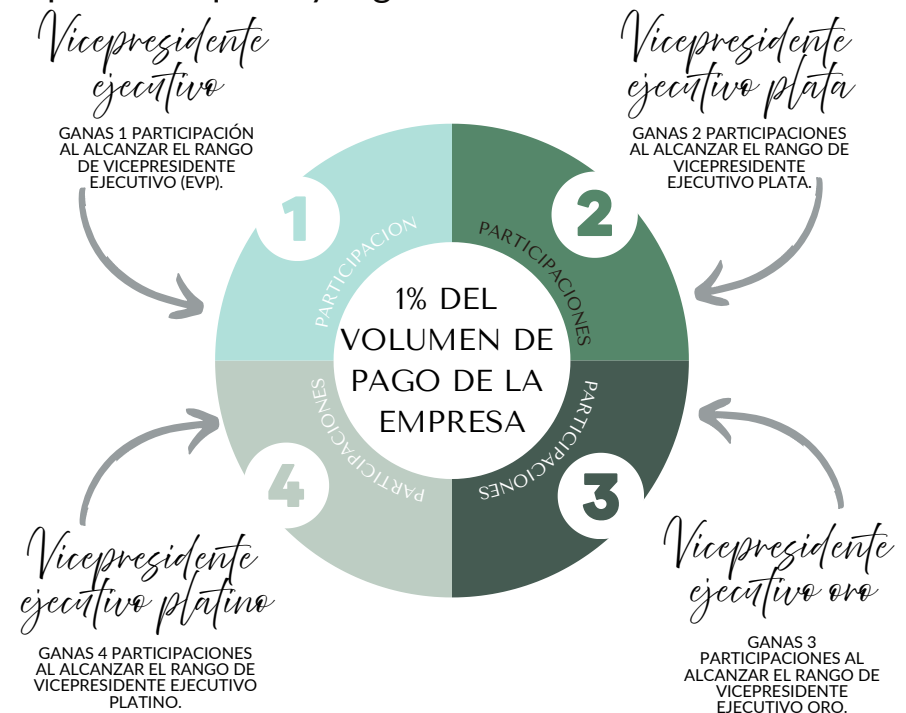 Vicepresidente
ejecutivo
GANAS 1 PARTICIPACIÓN
AL ALCANZAR EL RANGO
DE VICEPRESIDENTE
EJECUTIVO (EVP).
Vicepresidente
ejecutivo plata
GANAS 2 PARTICIPACIONES
AL ALCANZAR EL RANGO DE
VICEPRESIDENTE
EJECUTIVO PLATA.
1
PARTICIPACION
2
PARTICIPACIONES
1% DEL
VOLUMEN DE
PAGO DE LA
EMPRESA
4
PARTICIPACIONES
3
PARTICIPACIONES
Vicepresidente
ejecutivo platino
GANAS 4 PARTICIPACIONES
AL ALCANZAR EL RANGO DE
VICEPRESIDENTE EJECUTIVO
PLATINO.
Vicepresidente
ejecutivo oro
GANAS 3
PARTICIPACIONES AL
ALCANZAR EL RANGO DE
VICEPRESIDENTE
EJECUTIVO ORO.